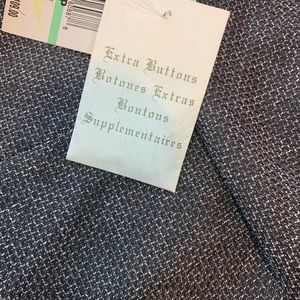 Extra Buttons
Botones Extras
Boutons
Supplementaires